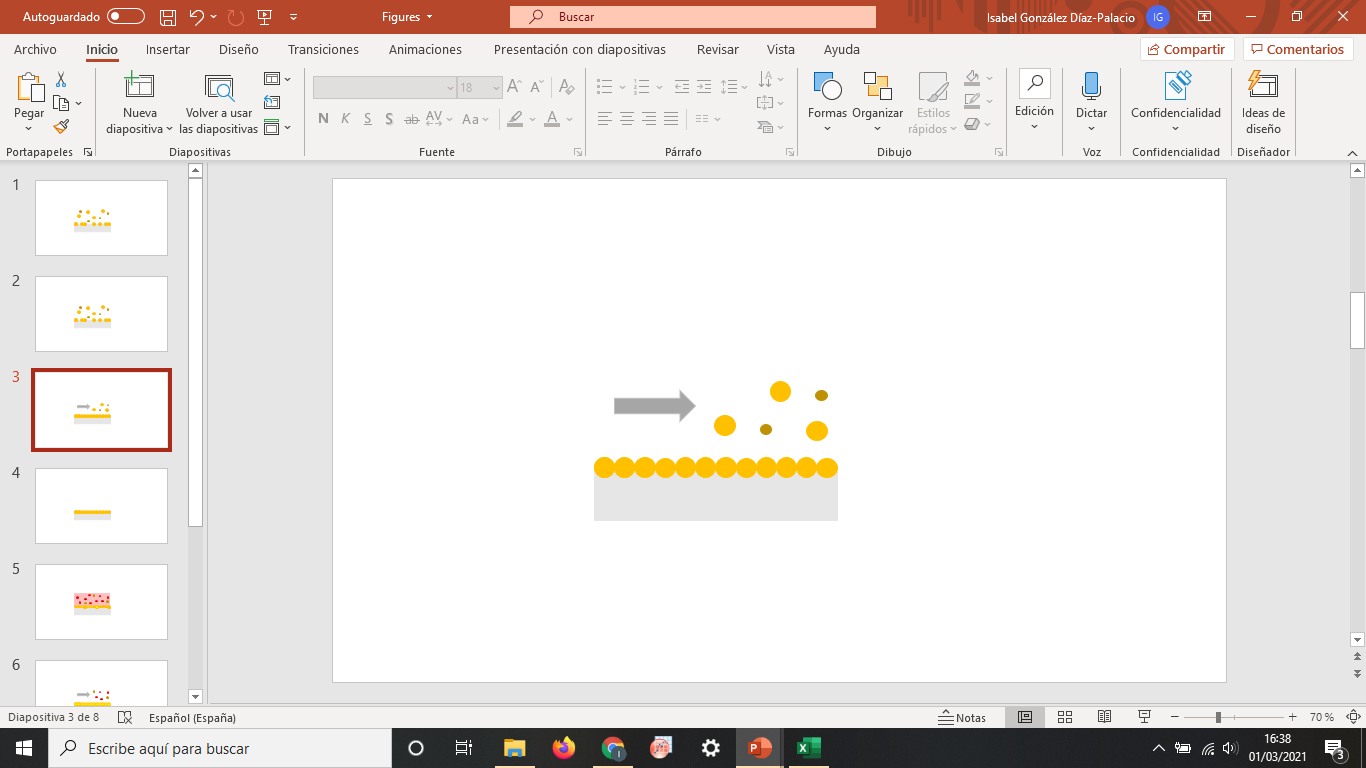 Autoguardado
Figures
Buscar
Isabel González Díaz-Palacio
IG
Archivo
Inicio
Insertar
Diseño
Transiciones
Animaciones
Presentación con diapositivas
Revisar
Vista
Ayuda
Compartir
Comentarios
Pegar
Nueva
diapositiva
Volver a usar
las diapositivas
18
N K S S ab AV Aa A
Formas
Organizar
Estilos
rápidos
Edición
Dictar
Confidencialidad
Ideas de
diseño
Portapapeles
Diapositivas
Fuente
Párrafo
Dibujo
Voz
Confidencialidad
Diseñador
1
2
3
4
5
6
Diapositiva 3 de 8
Español (España)
Notas
70 %
Escribe aquí para buscar
16:38
01/03/2021
3